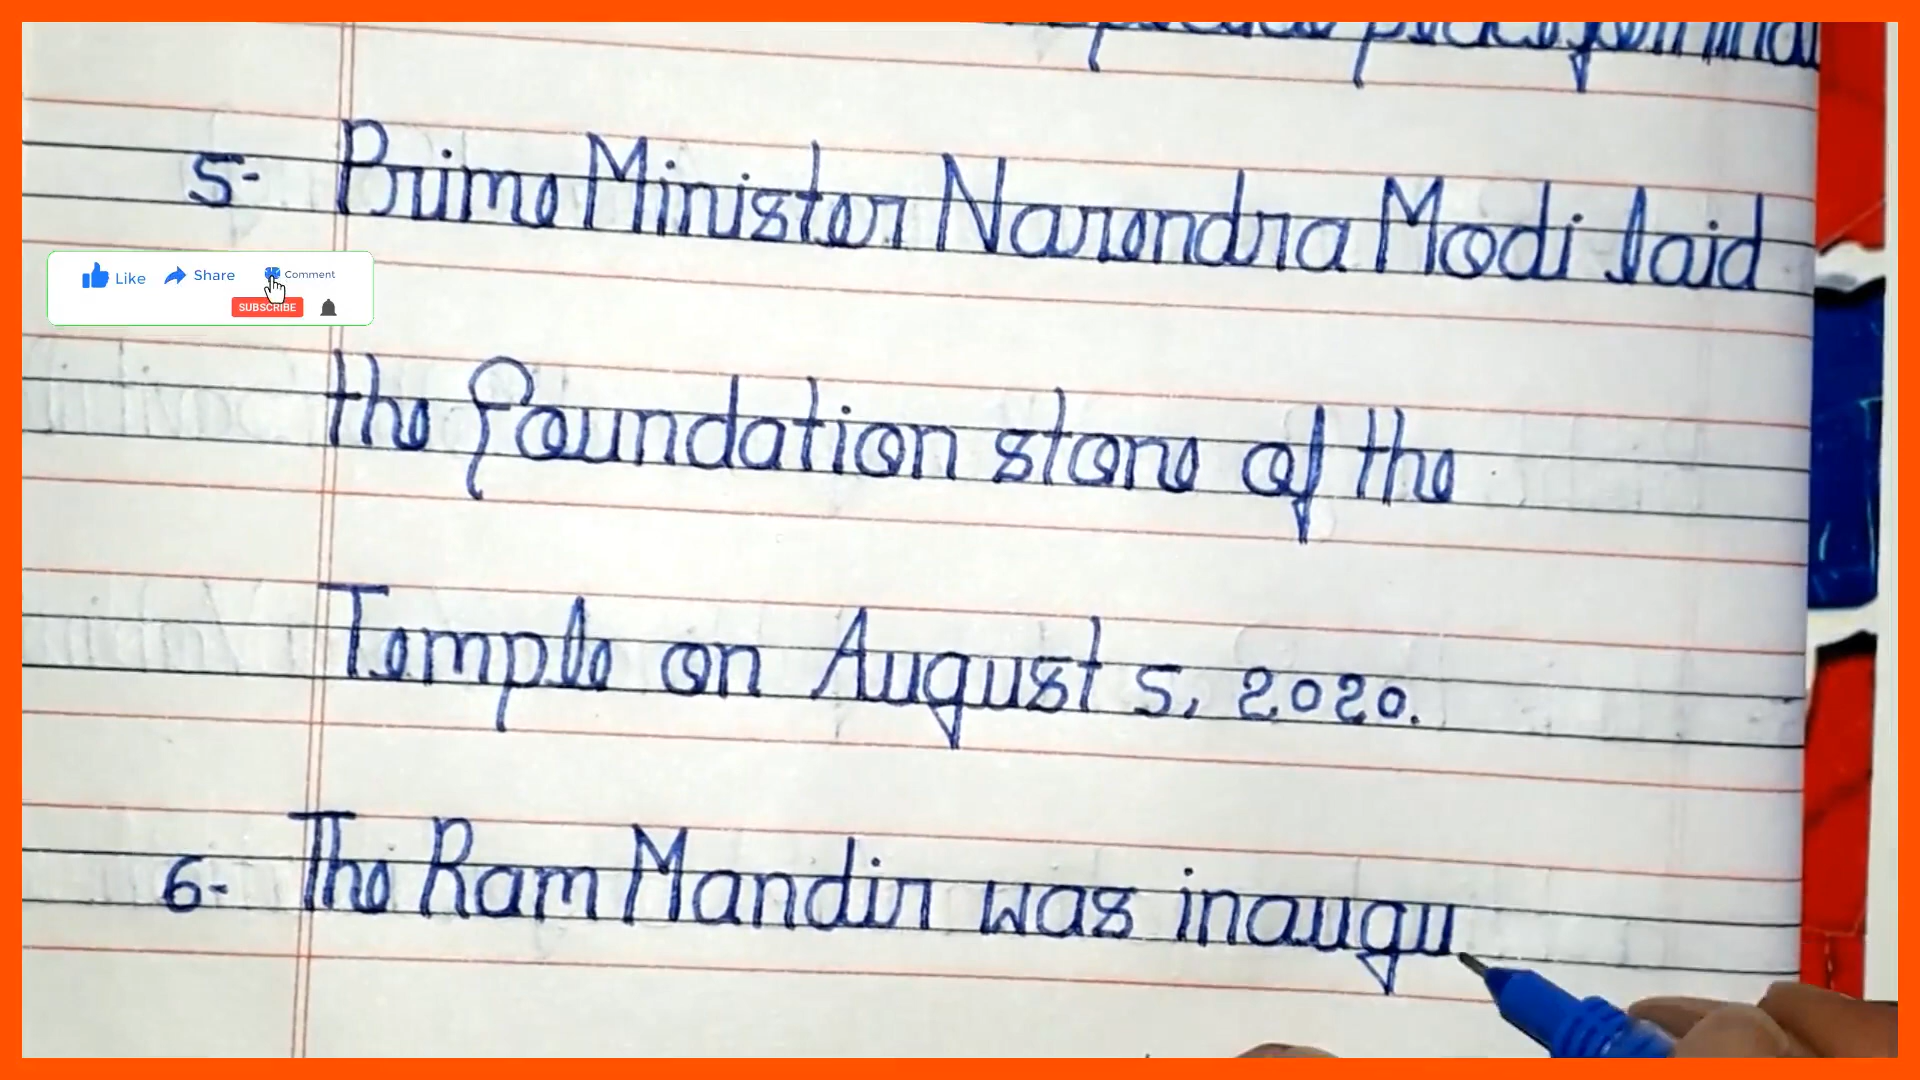 5- Prime Minister Narendra Modi laid
Like Share Comment
SUBSCRIBE
the foundation stone of the
Temple on August 5, 2020.
6- The Ram Mandir was inaugu